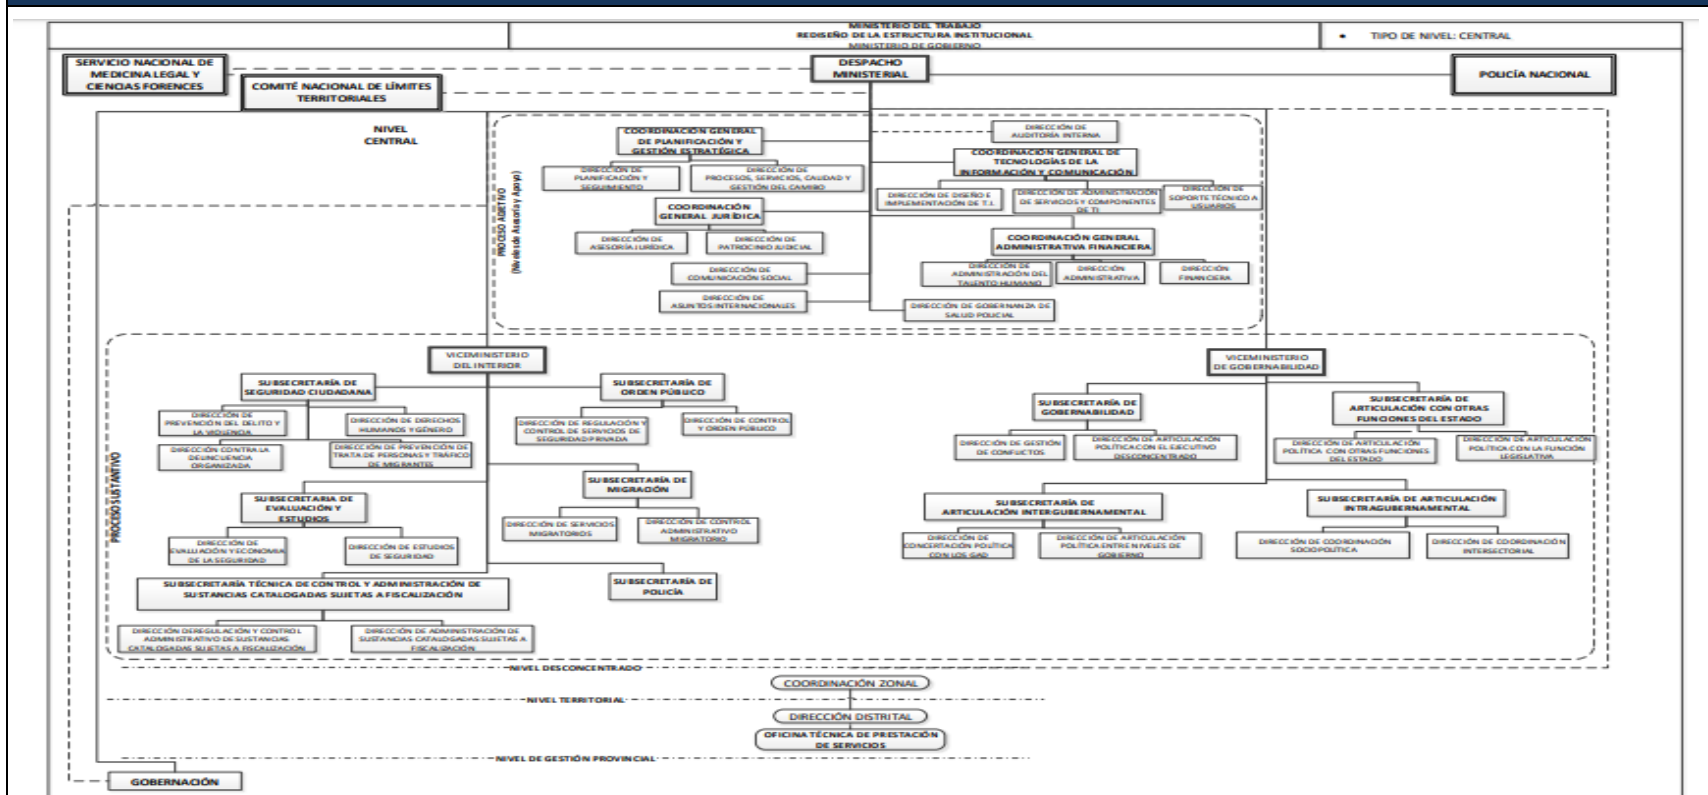 MINISTERIO DEL TRABAJO
REDISEÑO DE LA ESTRUCTURA INSTITUCIONAL
MINISTERIO DE GOBIERNO
• TIPO DE NIVEL: CENTRAL
SERVICIO NACIONAL DE
MEDICINA LEGAL Y
CIENCIAS FORENCES
COMITÉ NACIONAL DE LÍMITES
TERRITORIALES
DESPACHO
MINISTERIAL
POLICÍA NACIONAL
NIVEL
CENTRAL
PROCESO ADJETIVO
(Niveles de Asesoría y Apoyo)
COORDINACIÓN GENERAL
DE PLANIFICACIÓN Y
GESTIÓN ESTRATÉGICA
DIRECCIÓN DE
PLANIFICACIÓN Y
SEGUIMIENTO
DIRECCIÓN DE
PROCESOS, SERVICIOS, CALIDAD Y
GESTIÓN DEL CAMIBO
COORDINACIÓN
GENERAL JURÍDICA
DIRECCIÓN DE
ASESORÍA JURÍDICA
DIRECCIÓN DE
PATROCINIO JUDICIAL
DIRECCIÓN DE
COMUNICACIÓN SOCIAL
DIRECCIÓN DE
ASUNTOS INTERNACIONALES
DIRECCIÓN DE
AUDITORÍA INTERNA
COORDINACIÓN GENERAL DE
TECNOLOGÍAS DE LA
INFORMACIÓN Y COMUNICACIÓN
DIRECCIÓN DE DISEÑO E
IMPLEMENTACIÓN DE T.I.
DIRECCIÓN DE ADMINISTRACIÓN
DE SERVICIOS Y COMPONENTES
DE TI
DIRECCIÓN DE
SOPORTE TÉCNICO A
USUARIOS
COORDINACIÓN GENERAL
ADMINISTRATIVA FINANCIERA
DIRECCIÓN DE
ADMINISTRACIÓN DEL
TALENTO HUMANO
DIRECCIÓN
ADMINISTRATIVA
DIRECCIÓN
FINANCIERA
DIRECCIÓN DE GOBERNANZA DE
SALUD POLICIAL
PROCESO SUSTANTIVO
VICEMINISTERIO
DEL INTERIOR
SUBSECRETARÍA DE
SEGURIDAD CIUDADANA
DIRECCIÓN DE
PREVENCIÓN DEL DELITO Y
LA VIOLENCIA
DIRECCIÓN DE DERECHOS
HUMANOS Y GÉNERO
DIRECCIÓN CONTRA LA
DELINCUENCIA
ORGANIZADA
DIRECCIÓN DE PREVENCIÓN DE
TRATA DE PERSONAS Y TRÁFICO
DE MIGRANTES
SUBSECRETARÍA DE
ORDEN PÚBLICO
DIRECCIÓN DE REGULACIÓN Y
CONTROL DE SERVICIOS DE
SEGURIDAD PRIVADA
DIRECCIÓN DE CONTROL
Y ORDEN PÚBLICO
SUBSECRETARIA DE
EVALUACIÓN Y
ESTUDIOS
DIRECCIÓN DE
EVALUACIÓN Y ECONOMIA
DE LA SEGURIDAD
DIRECCIÓN DE ESTUDIOS
DE SEGURIDAD
SUBSECRETARÍA DE
MIGRACIÓN
DIRECCIÓN DE SERVICIOS
MIGRATORIOS
DIRECCIÓN DE CONTROL
ADMINISTRATIVO
MIGRATORIO
SUBSECRETARÍA TÉCNICA DE CONTROL Y ADMINISTRACIÓN DE
SUSTANCIAS CATALOGADAS SUJETAS A FISCALIZACIÓN
DIRECCIÓN DEREGULACIÓN Y CONTROL
ADMINISTRATIVO DE SUSTANCIAS
CATALOGADAS SUJETAS A FISCALIZACIÓN
DIRECCIÓN DE ADMINISTRACIÓN DE
SUSTANCIAS CATALOGADAS SUJETAS A
FISCALIZACIÓN
SUBSECRETARÍA DE
POLICÍA
VICEMINISTERIO
DE GOBERNABILIDAD
SUBSECRETARÍA DE
GOBERNABILIDAD
DIRECCIÓN DE GESTIÓN
DE CONFLICTOS
DIRECCIÓN DE ARTICULACIÓN
POLÍTICA CON EL EJECUTIVO
DESCONCENTRADO
SUBSECRETARÍA DE
ARTICULACIÓN CON OTRAS
FUNCIONES DEL ESTADO
DIRECCIÓN DE ARTICULACIÓN
POLÍTICA CON OTRAS FUNCIONES
DEL ESTADO
DIRECCIÓN DE ARTICULACIÓN
POLÍTICA CON LA FUNCIÓN
LEGISLATIVA
SUBSECRETARÍA DE
ARTICULACIÓN INTERGUBERNAMENTAL
DIRECCIÓN DE
CONCERTACIÓN POLÍTICA
CON LOS GAD
DIRECCIÓN DE ARTICULACIÓN
POLÍTICA ENTRE NIVELES DE
GOBIERNO
SUBSECRETARÍA DE ARTICULACIÓN
INTRAGUBERNAMENTAL
DIRECCIÓN DE COORDINACIÓN
SOCIOPOLÍTICA
DIRECCIÓN DE COORDINACIÓN
INTERSECTORIAL
NIVEL DESCONCENTRADO
COORDINACIÓN ZONAL
NIVEL TERRITORIAL
DIRECCIÓN DISTRITAL
OFICINA TÉCNICA DE PRESTACIÓN
DE SERVICIOS
NIVEL DE GESTIÓN PROVINCIAL
GOBERNACIÓN